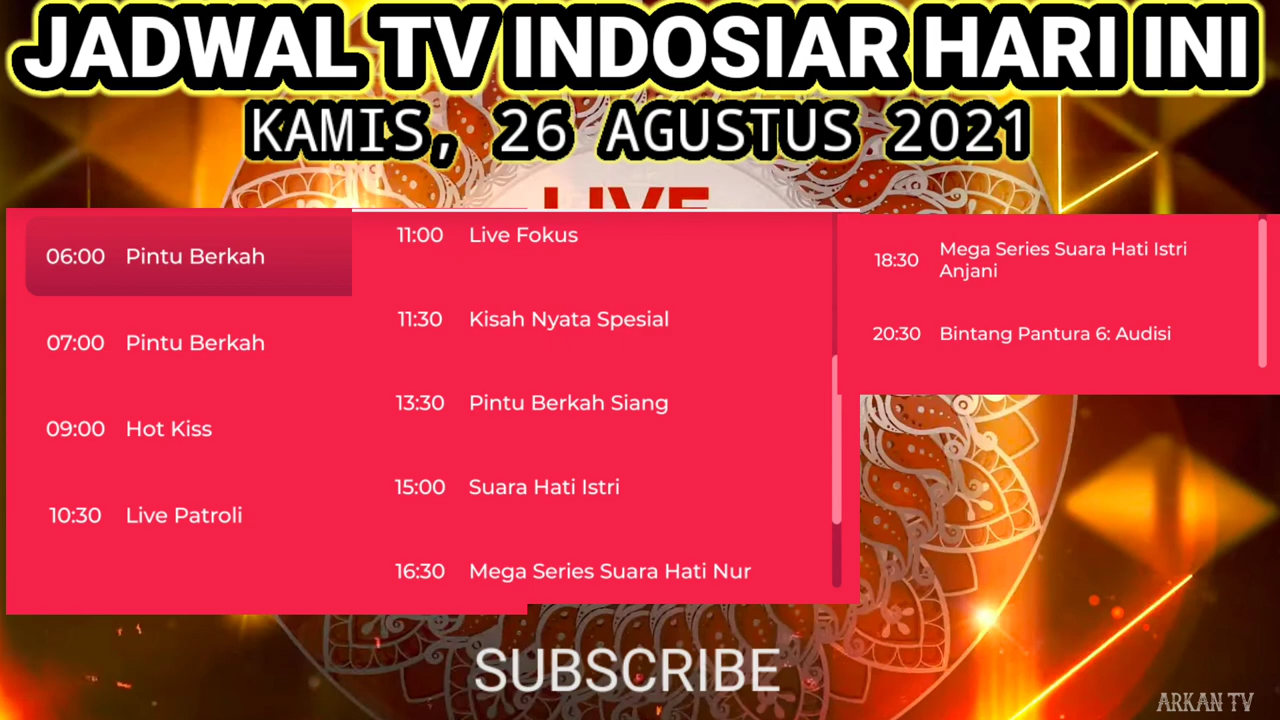 JADWAL TV INDOSIAR HARI INI
KAMIS, 26 AGUSTUS 2021
LIVE
06:00 Pintu Berkah
07:00 Pintu Berkah
09:00 Hot Kiss
10:30 Live Patroli
11:00 Live Fokus
11:30 Kisah Nyata Spesial
13:30 Pintu Berkah Siang
15:00 Suara Hati Istri
16:30 Mega Series Suara Hati Nur
18:30 Mega Series Suara Hati Istri
Anjani
20:30 Bintang Pantura 6: Audisi
SUBSCRIBE
ARKAN TV